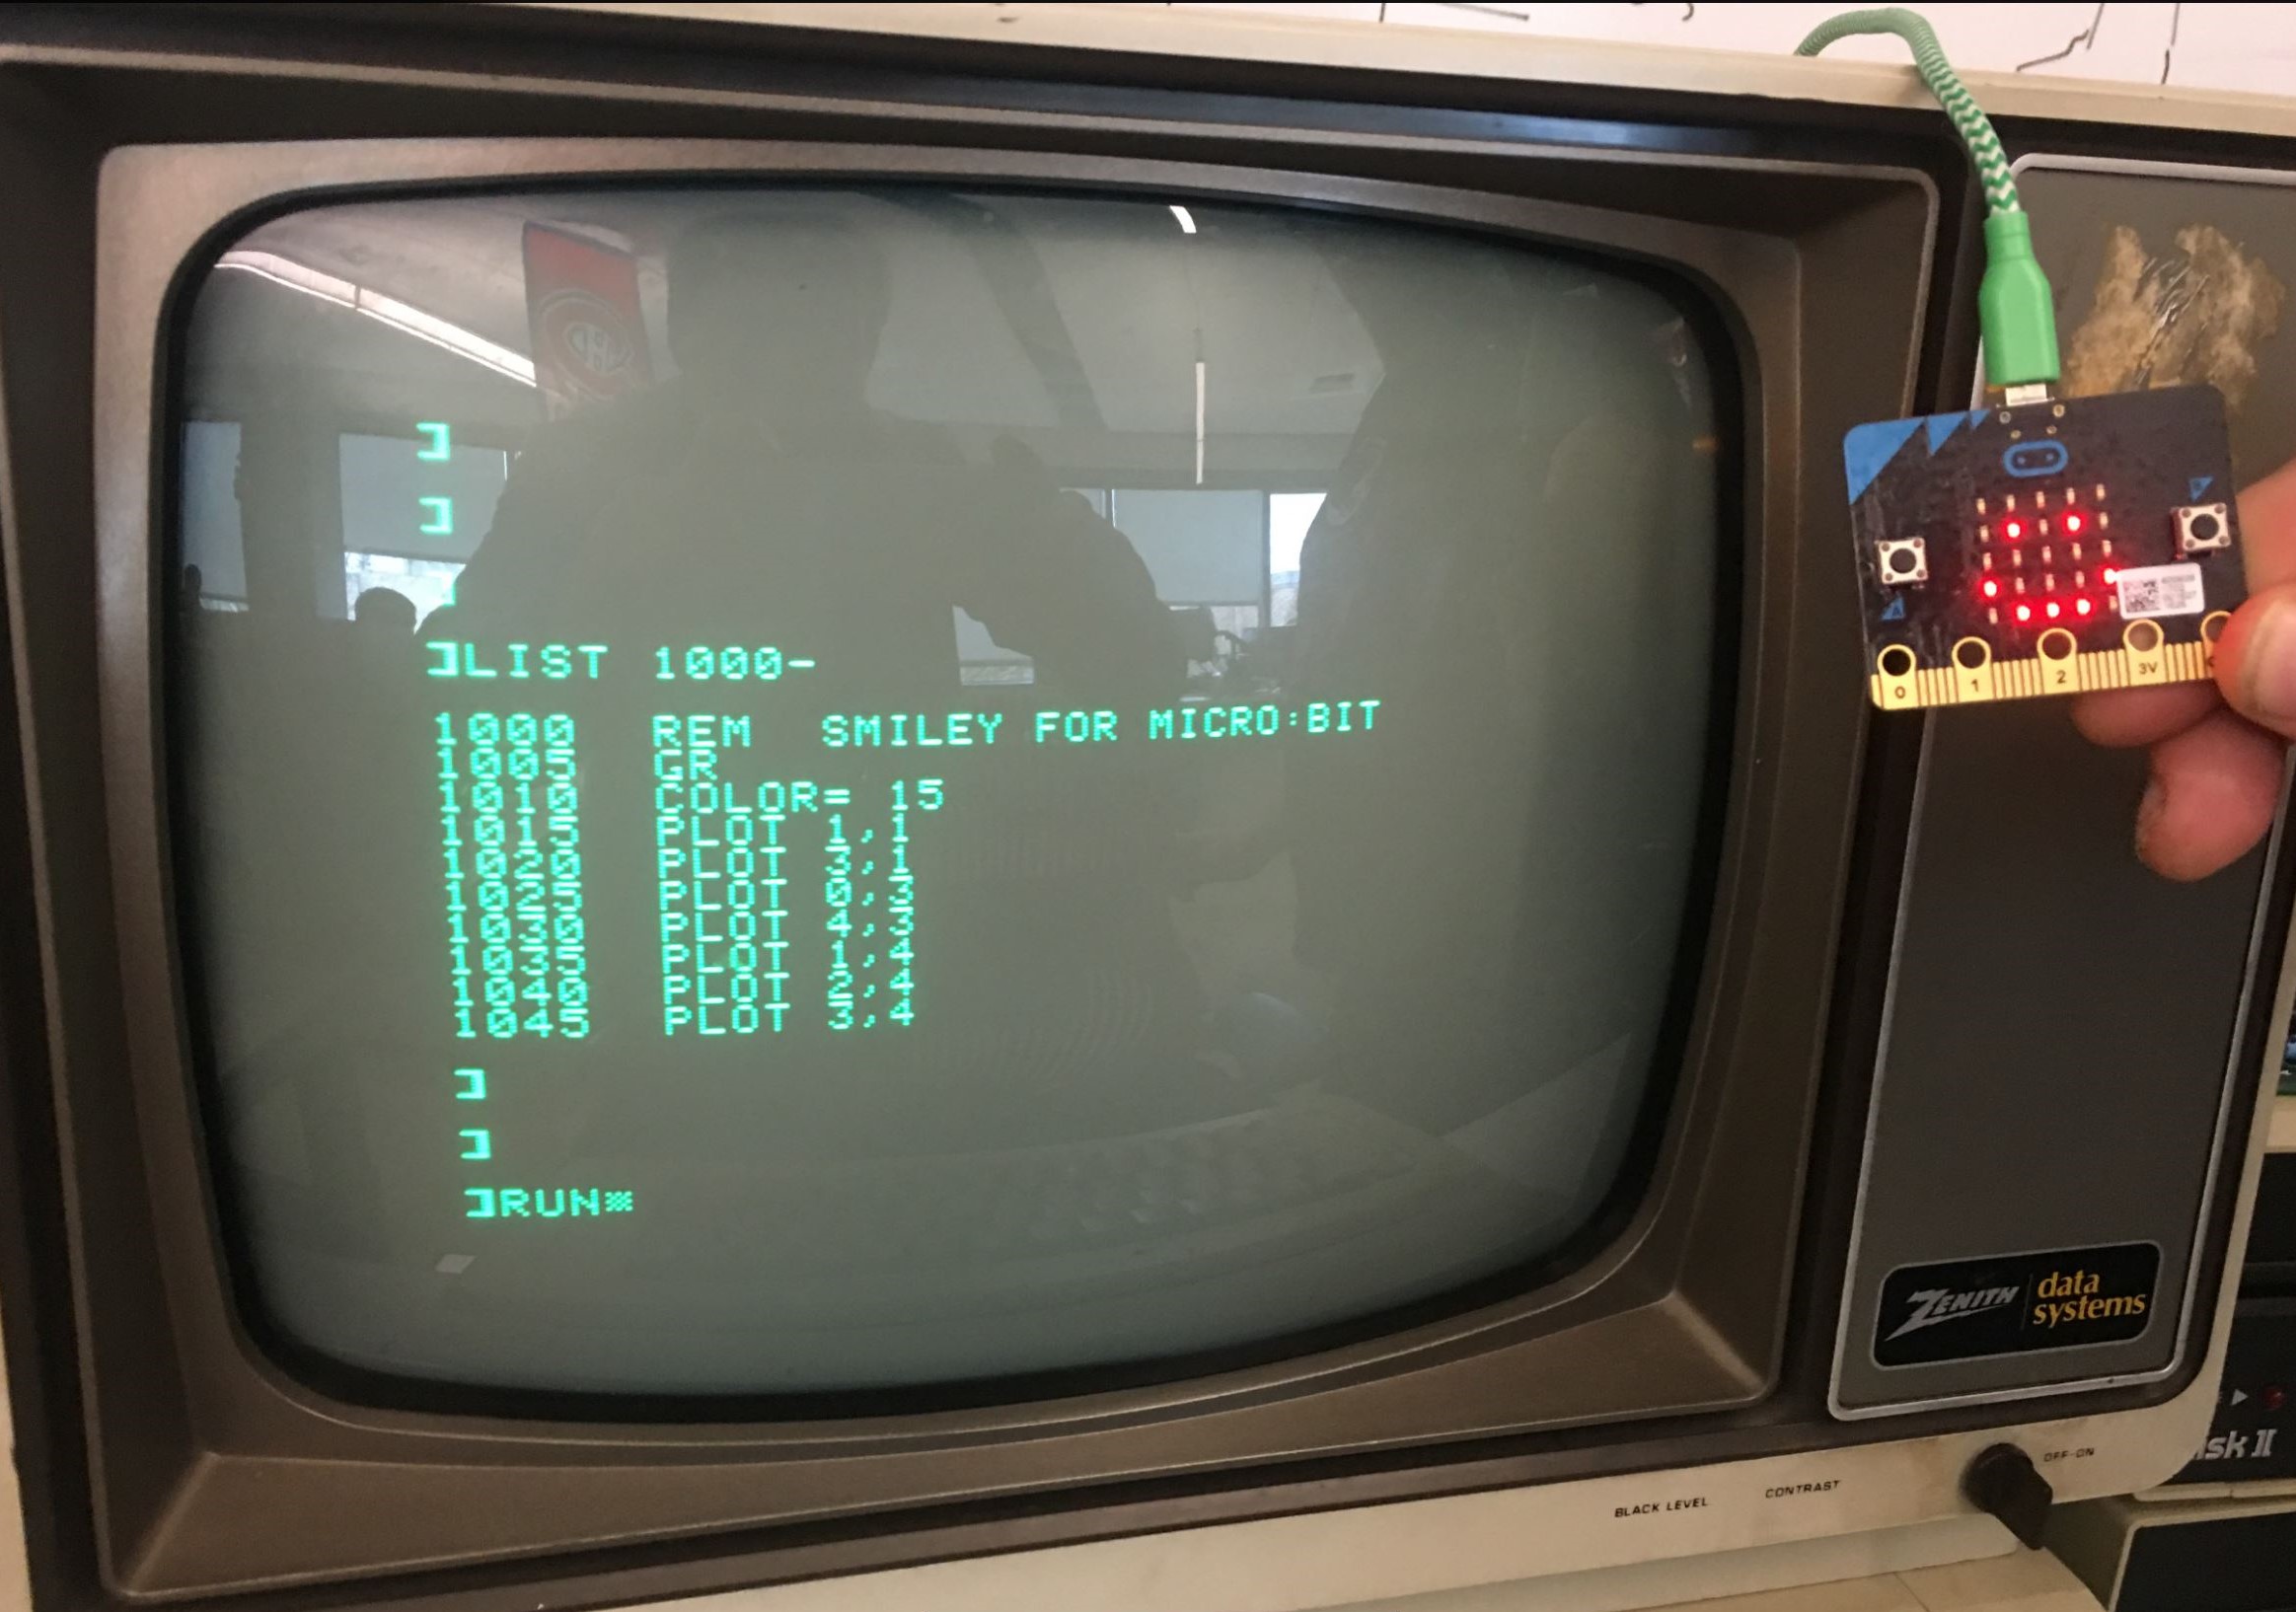 ]
]
]LIST 1000-
1000 REM SMILEY FOR MICRO:BIT
1005 GR
1010 COLOR= 15
1015 PLOT 1,1
1020 PLOT 3,1
1025 PLOT 0,3
1030 PLOT 4,3
1035 PLOT 1,4
1040 PLOT 2,4
1045 PLOT 3,4
]
]
]RUN
A
B
0 1 2 3V
ZENITH data systems
OFF-ON
BLACK LEVEL CONTRAST
isk II